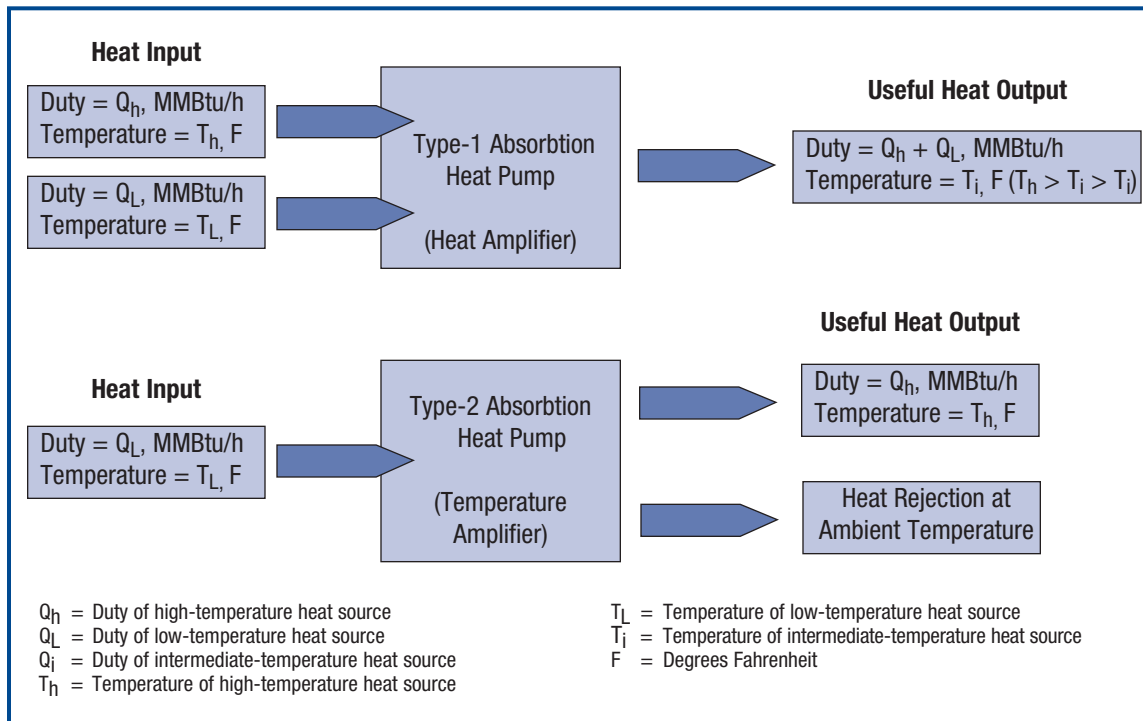 Heat Input
Duty = Qh, MMBtu/h
Temperature = Th, F
Duty = QL, MMBtu/h
Temperature = TL, F
Type-1 Absorbtion
Heat Pump
(Heat Amplifier)
Useful Heat Output
Duty = Qh + QL, MMBtu/h
Temperature = Ti, F (Th > Ti > Ti)
Heat Input
Duty = QL, MMBtu/h
Temperature = TL, F
Type-2 Absorbtion
Heat Pump
(Temperature
Amplifier)
Useful Heat Output
Duty = Qh, MMBtu/h
Temperature = Th, F
Heat Rejection at
Ambient Temperature
Qh = Duty of high-temperature heat source
QL = Duty of low-temperature heat source
Qi = Duty of intermediate-temperature heat source
Th = Temperature of high-temperature heat source
TL = Temperature of low-temperature heat source
Ti = Temperature of intermediate-temperature heat source
F = Degrees Fahrenheit